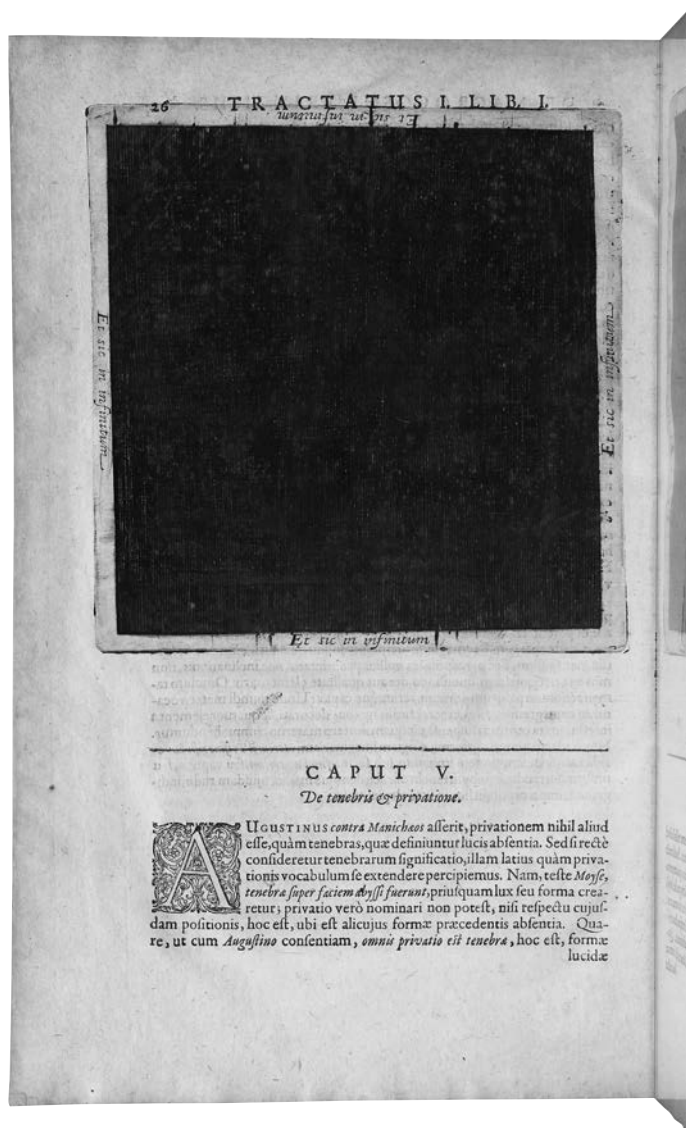 26 TRACTATUS I. LIB. I.
Et sic in infinitum
Et sic in infinitum
Et sic in infinitum
Et sic in infinitum
CAPUT V.
De tenebris & privatione.
AUGUSTINUS contra Manichæos aſſerit, privationem nihil aliud
eſſe, quàm tenebras, quæ definiuntur lucis abſentia. Sed ſi rectè
conſideretur tenebrarum ſignificatio, illam latius quàm priva-
tionis vocabulum ſe extendere percipiemus. Nam, teſte Moyſe,
tenebræ ſuper faciem abyſſi fuerunt, priuſquam lux ſeu forma crea-
retur; privatio verò nominari non poteſt, niſi reſpectu cujuſ-
dam poſitionis, hoc eſt, ubi eſt alicujus formæ præcedentis abſentia. Qua-
re, ut cum Auguſtino conſentiam, omnis privatio eſt tenebræ, hoc eſt, formæ
lucidæ